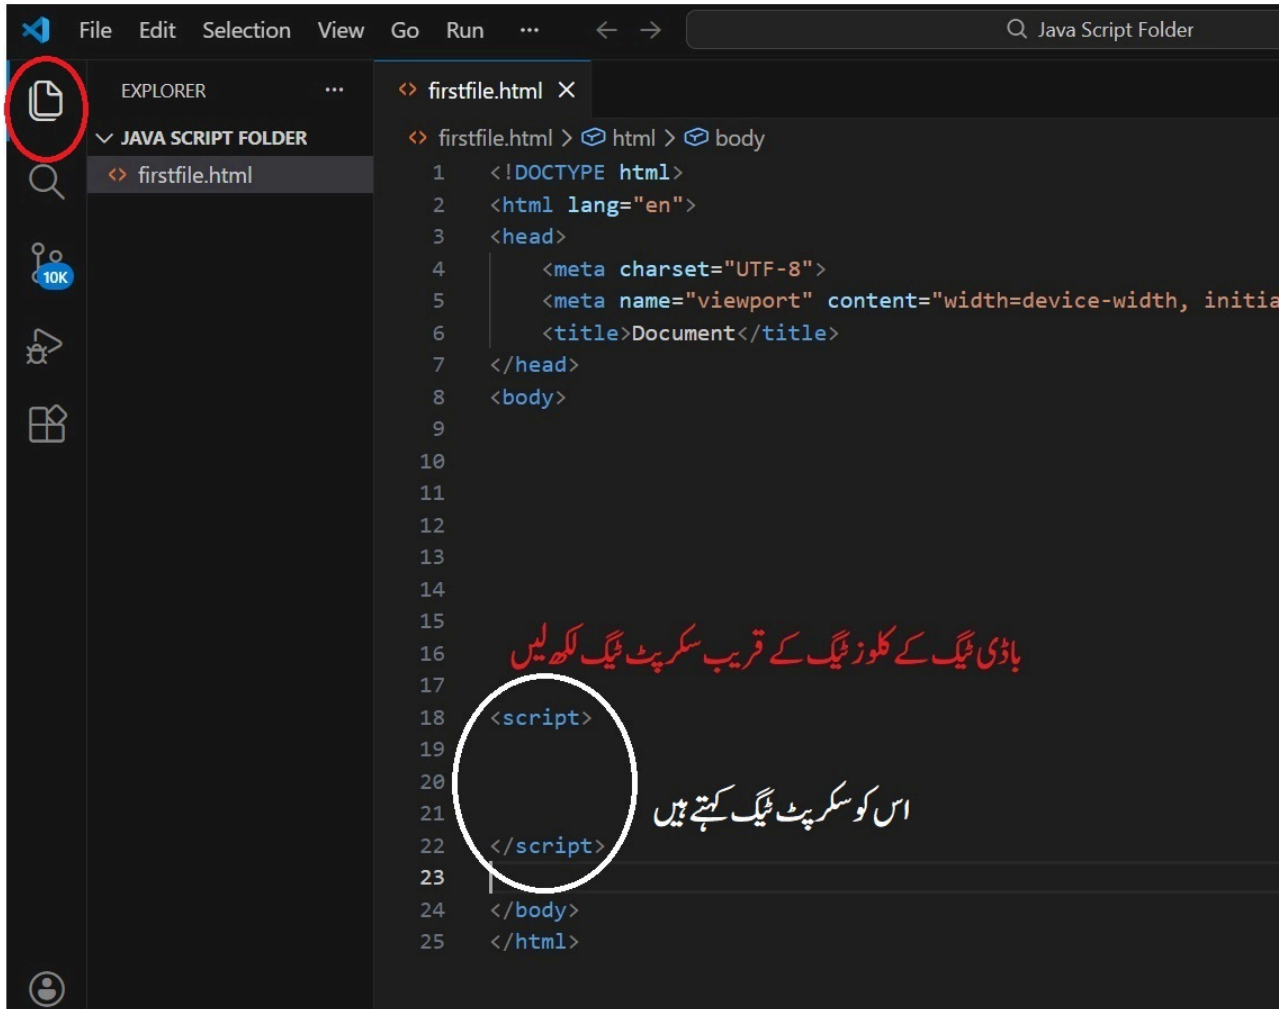 File Edit Selection View Go Run ··· ← → Java Script Folder
EXPLORER ···
firstfile.html ×
JAVA SCRIPT FOLDER
firstfile.html > html > body
firstfile.html
10K
1 <!DOCTYPE html>
2 <html lang="en">
3 <head>
4 <meta charset="UTF-8">
5 <meta name="viewport" content="width=device-width, initia
6 <title>Document</title>
7 </head>
8 <body>
9
10
11
12
13
14
15
16
باڈی ٹیگ کے کلوز ٹیگ کے قریب سکرپٹ ٹیگ لکھ لیں
17
18 <script>
19
20
21
اس کو سکرپٹ ٹیگ کہتے ہیں
22 </script>
23
24 </body>
25 </html>